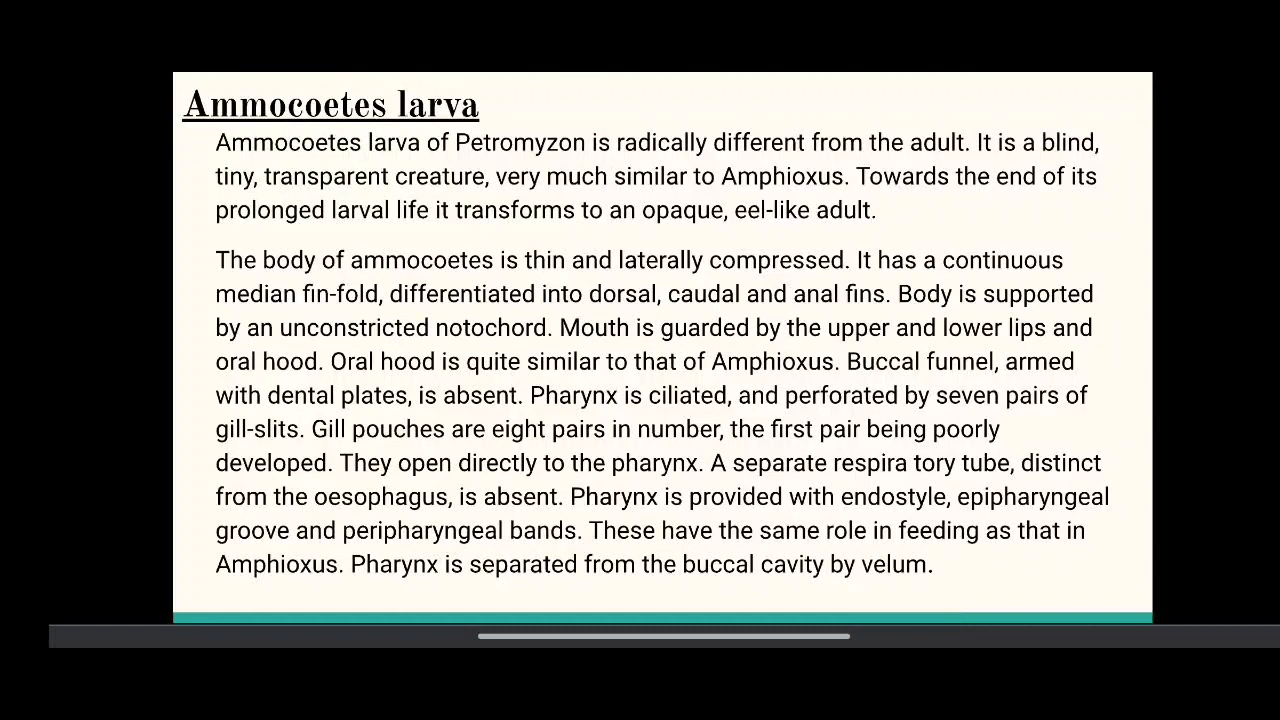 Ammocoetes larva
Ammocoetes larva of Petromyzon is radically different from the adult. It is a blind,
tiny, transparent creature, very much similar to Amphioxus. Towards the end of its
prolonged larval life it transforms to an opaque, eel-like adult.
The body of ammocoetes is thin and laterally compressed. It has a continuous
median fin-fold, differentiated into dorsal, caudal and anal fins. Body is supported
by an unconstricted notochord. Mouth is guarded by the upper and lower lips and
oral hood. Oral hood is quite similar to that of Amphioxus. Buccal funnel, armed
with dental plates, is absent. Pharynx is ciliated, and perforated by seven pairs of
gill-slits. Gill pouches are eight pairs in number, the first pair being poorly
developed. They open directly to the pharynx. A separate respira tory tube, distinct
from the oesophagus, is absent. Pharynx is provided with endostyle, epipharyngeal
groove and peripharyngeal bands. These have the same role in feeding as that in
Amphioxus. Pharynx is separated from the buccal cavity by velum.